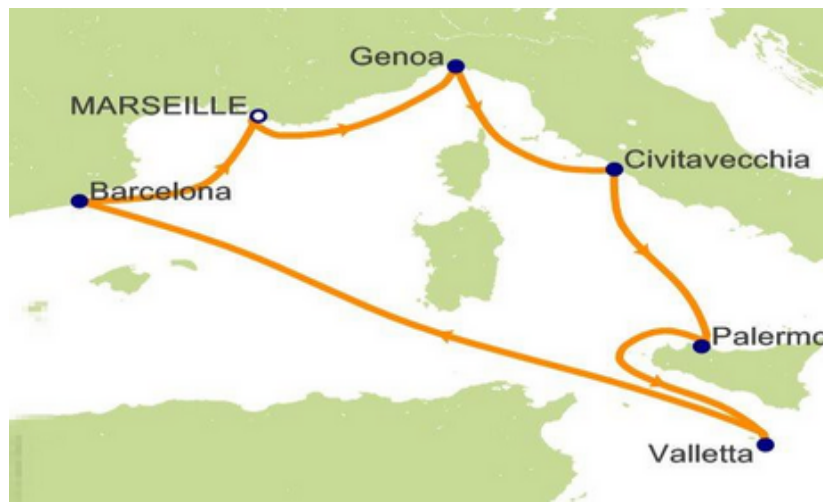 Genoa
MARSEILLE
Civitavecchia
Barcelona
Palermo
Valletta